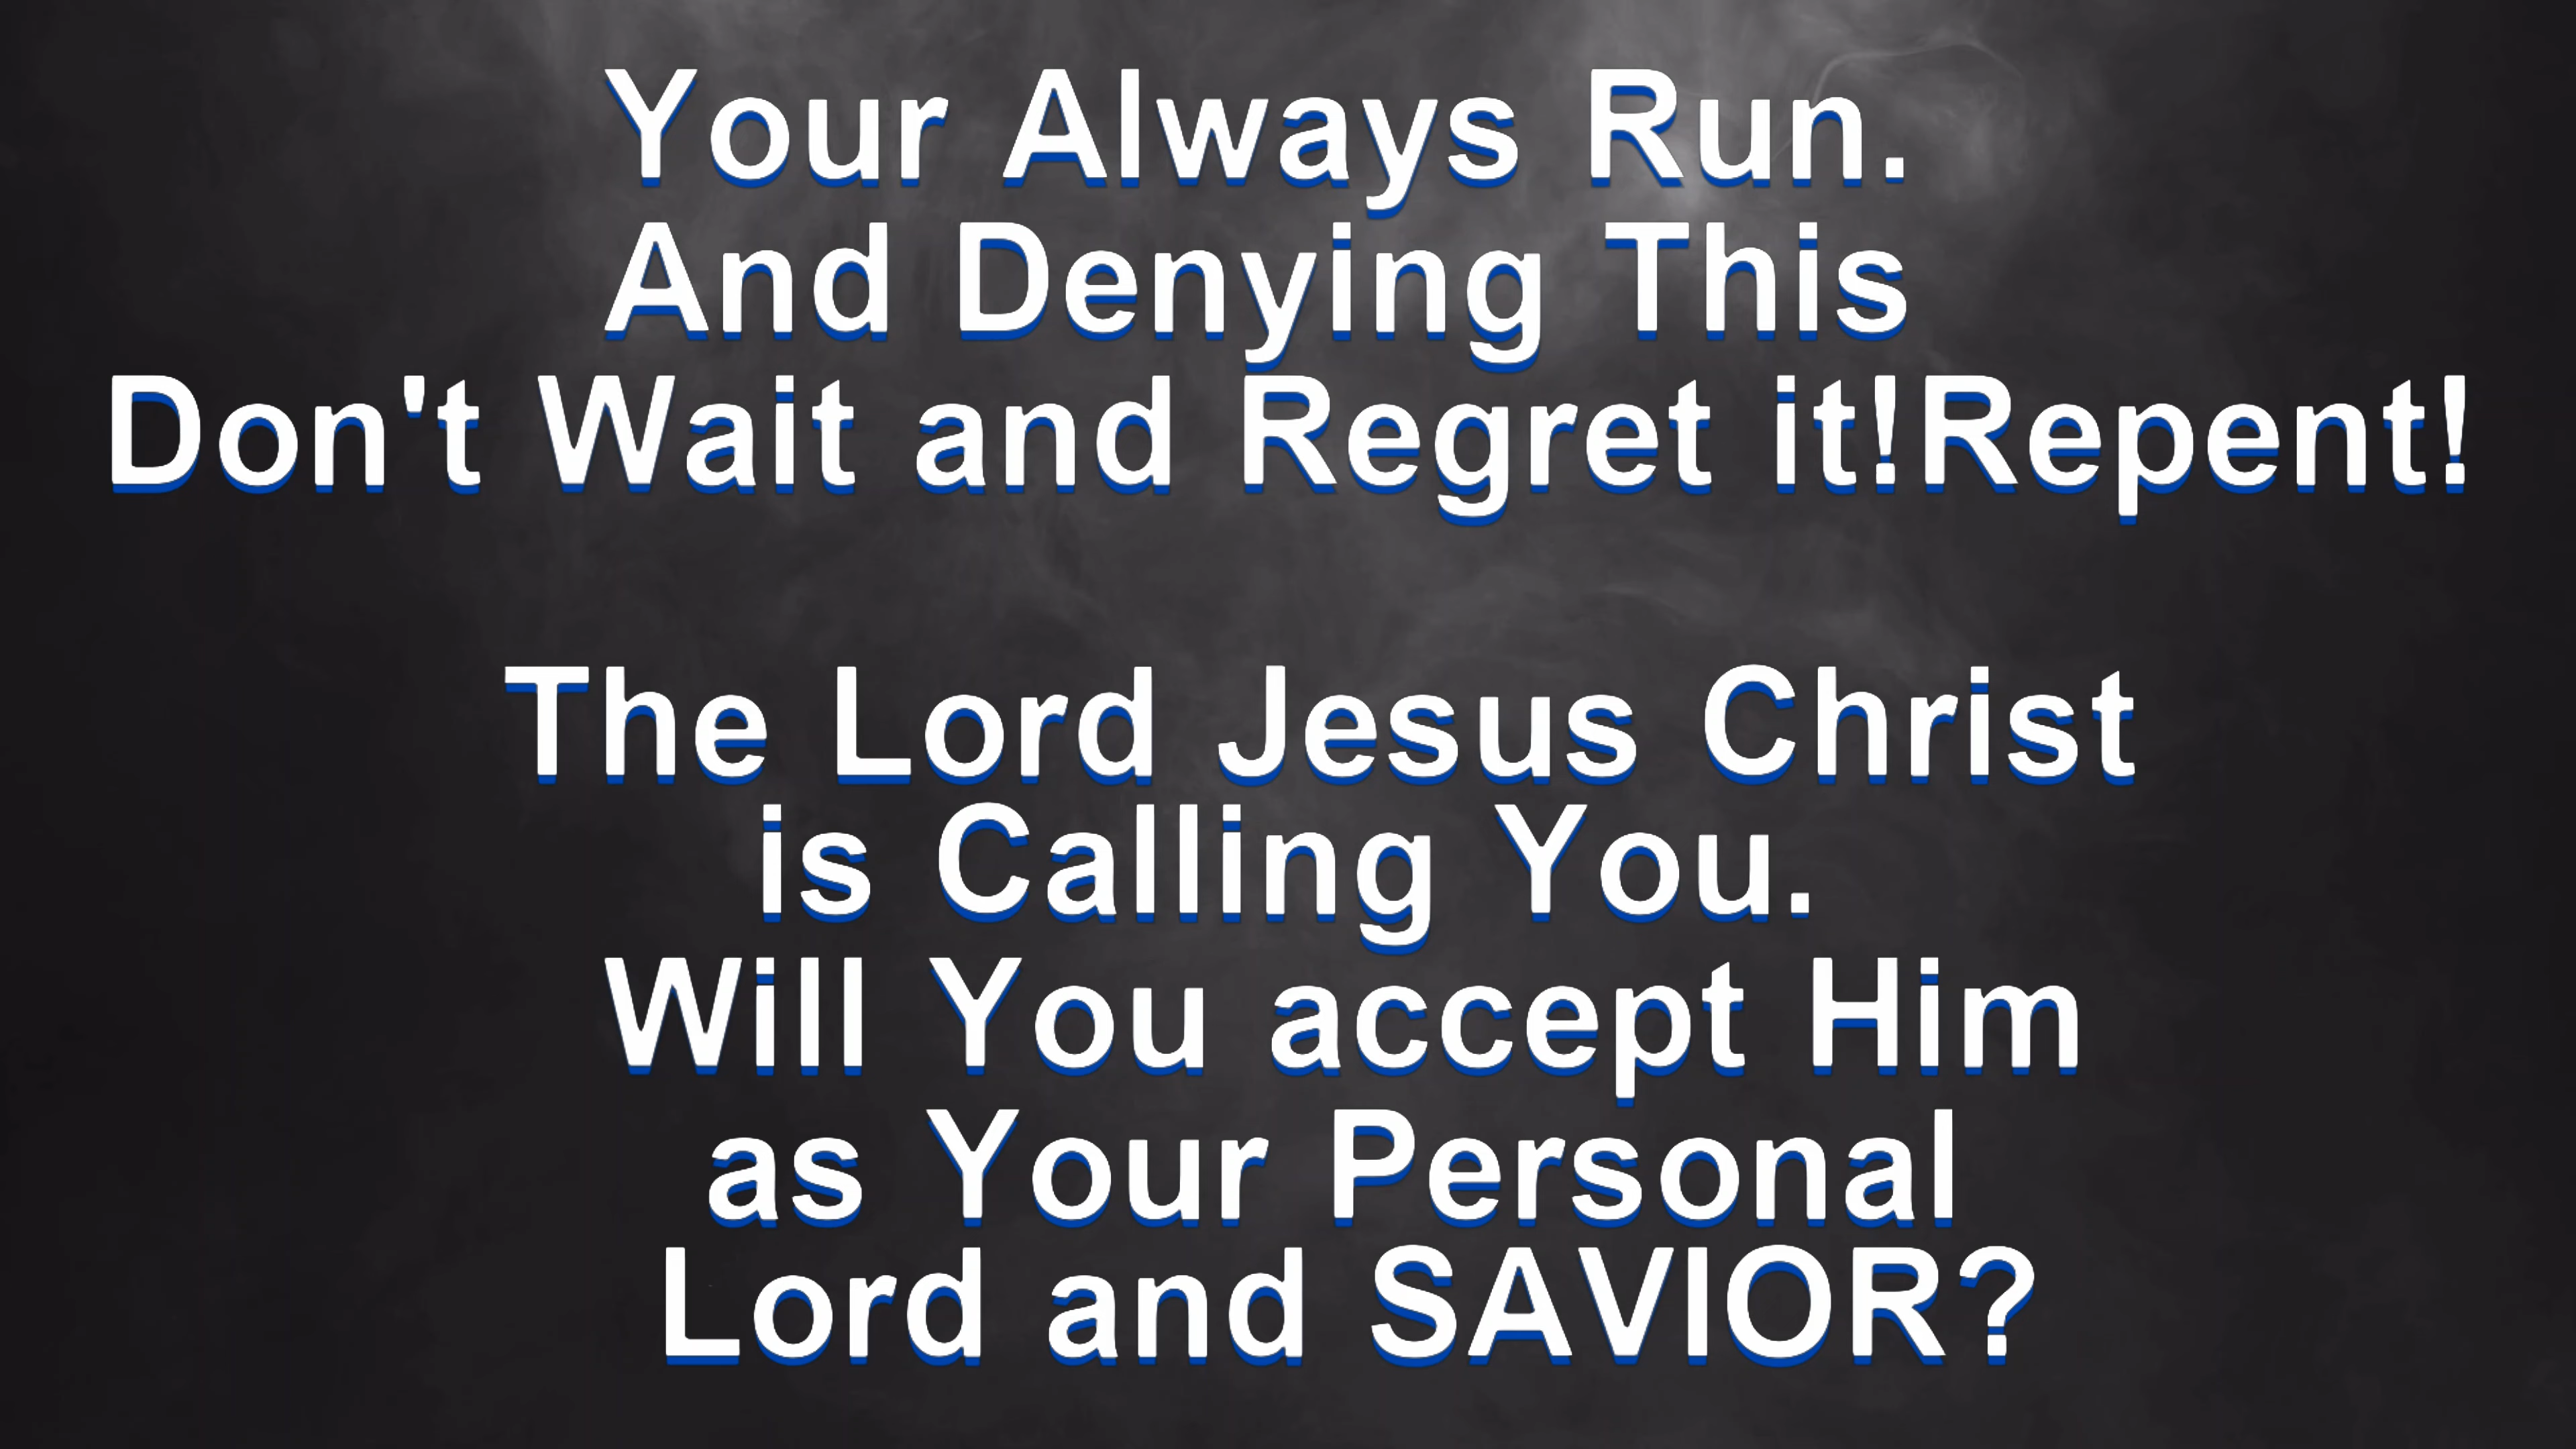 Your Always Run.
And Denying This
Don't Wait and Regret it!Repent!
The Lord Jesus Christ
is Calling You.
Will You accept Him
as Your Personal
Lord and SAVIOR?